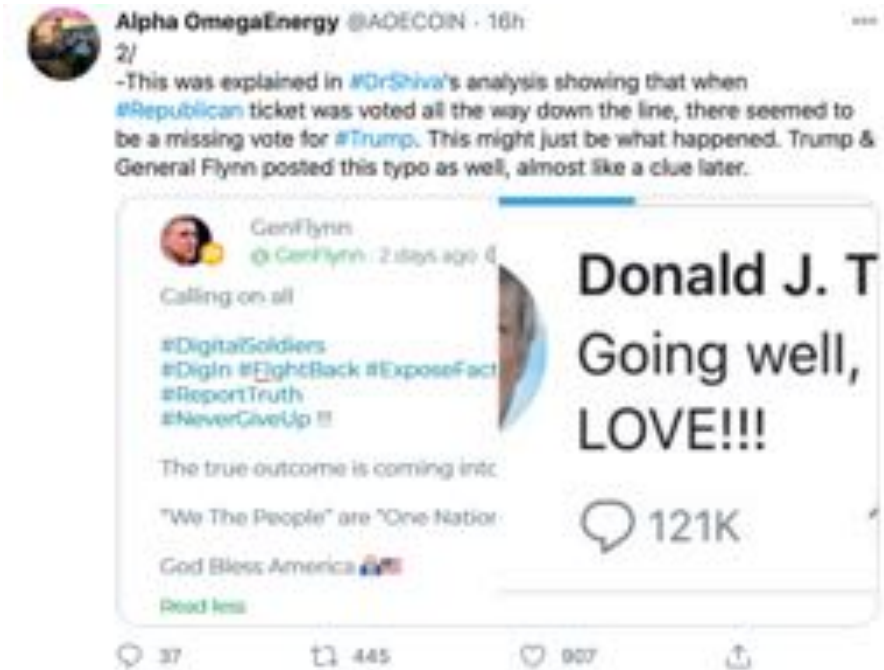 Alpha OmegaEnergy @AOECOIN · 16h
2/
-This was explained in #DrShiva's analysis showing that when
#Republican ticket was voted all the way down the line, there seemed to
be a missing vote for #Trump. This might just be what happened. Trump &
General Flynn posted this typo as well, almost like a clue later.
GenFlynn
@GenFlynn · 2 days ago
Calling on all
#DigitalSoldiers
#DigIn #FIghtBack #ExposeFact
#ReportTruth
#NeverGiveUp !!!
The true outcome is coming into
"We The People" are "One Nation
God Bless America
Read less
Donald J. T
Going well,
LOVE!!!
121K
37 445 907